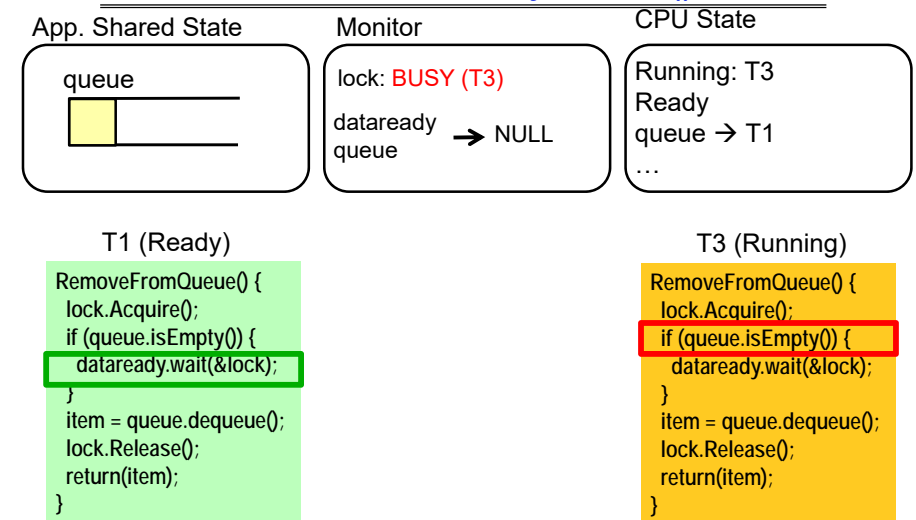 App. Shared State
Monitor
CPU State
queue
lock: BUSY (T3)
dataready
queue
→ NULL
Running: T3
Ready
queue → T1
…
T1 (Ready)
RemoveFromQueue() {
lock.Acquire();
if (queue.isEmpty()) {
dataready.wait(&lock);
}
item = queue.dequeue();
lock.Release();
return(item);
}
T3 (Running)
RemoveFromQueue() {
lock.Acquire();
if (queue.isEmpty()) {
dataready.wait(&lock);
}
item = queue.dequeue();
lock.Release();
return(item);
}